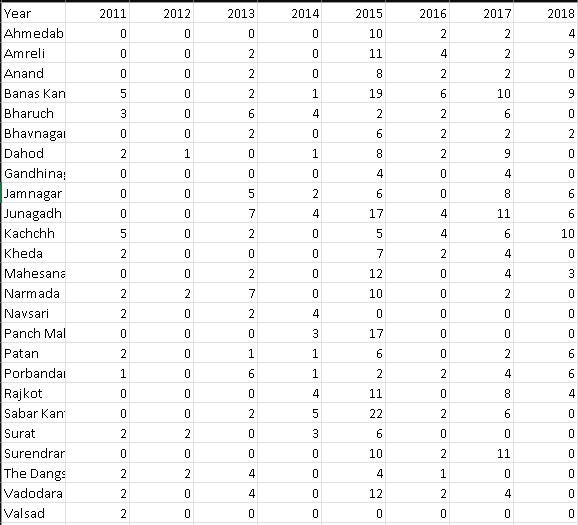 Year 2011 2012 2013 2014 2015 2016 2017 2018
Ahmedab 0 0 0 0 10 2 2 4
Amreli 0 0 2 0 11 4 2 9
Anand 0 0 2 0 8 2 2 0
Banas Kan 5 0 2 1 19 6 10 9
Bharuch 3 0 6 4 2 2 6 0
Bhavnagar 0 0 2 0 6 2 2 2
Dahod 2 1 0 1 8 2 9 0
Gandhinag 0 0 0 0 4 0 4 0
Jamnagar 0 0 5 2 6 0 8 6
Junagadh 0 0 7 4 17 4 11 6
Kachchh 5 0 2 0 5 4 6 10
Kheda 2 0 0 0 7 2 4 0
Mahesana 0 0 2 0 12 0 4 3
Narmada 2 2 7 0 10 0 2 0
Navsari 2 0 2 4 0 0 0 0
Panch Mal 0 0 0 3 17 0 0 0
Patan 2 0 1 1 6 0 2 6
Porbandar 1 0 6 1 2 2 4 6
Rajkot 0 0 0 4 11 0 8 4
Sabar Kant 0 0 2 5 22 2 6 0
Surat 2 2 0 3 6 0 0 0
Surendran 0 0 0 0 10 2 11 0
The Dangs 2 2 4 0 4 1 0 0
Vadodara 2 0 4 0 12 2 4 0
Valsad 2 0 0 0 0 0 0 0